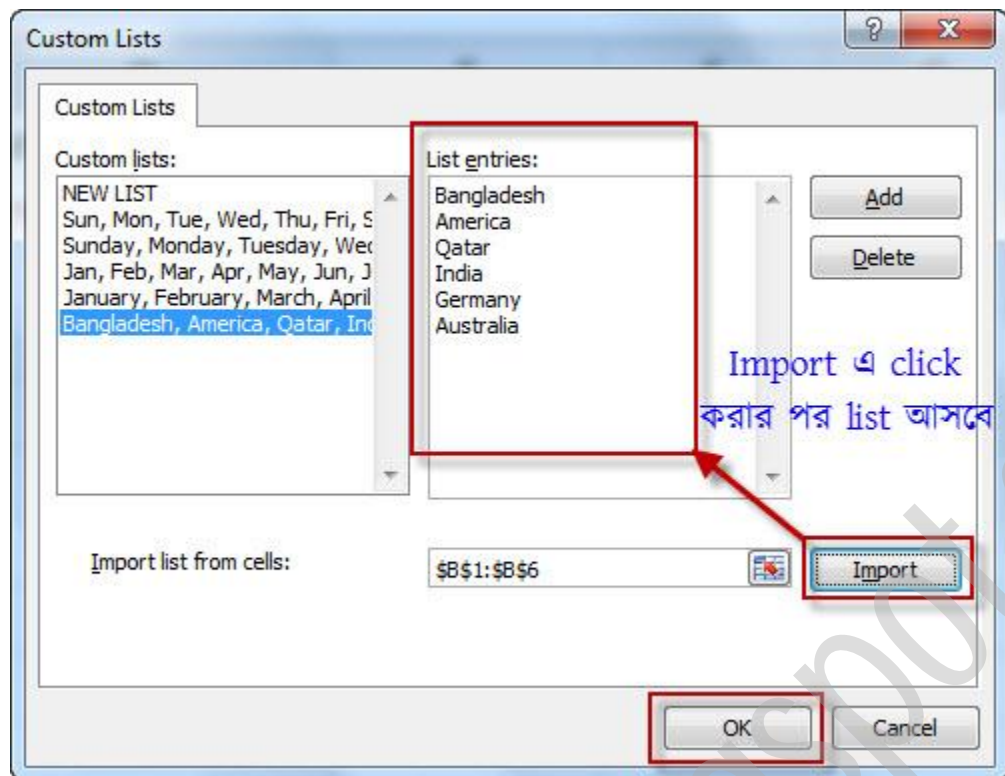 Custom Lists
Custom Lists
Custom lists:
NEW LIST
Sun, Mon, Tue, Wed, Thu, Fri, S
Sunday, Monday, Tuesday, Wed
Jan, Feb, Mar, Apr, May, Jun, J
January, February, March, April
Bangladesh, America, Qatar, Ind
List entries:
Bangladesh
America
Qatar
India
Germany
Australia
Add
Delete
Import এ click
করার পর list আসবে
Import list from cells:
$B$1:$B$6
Import
OK
Cancel